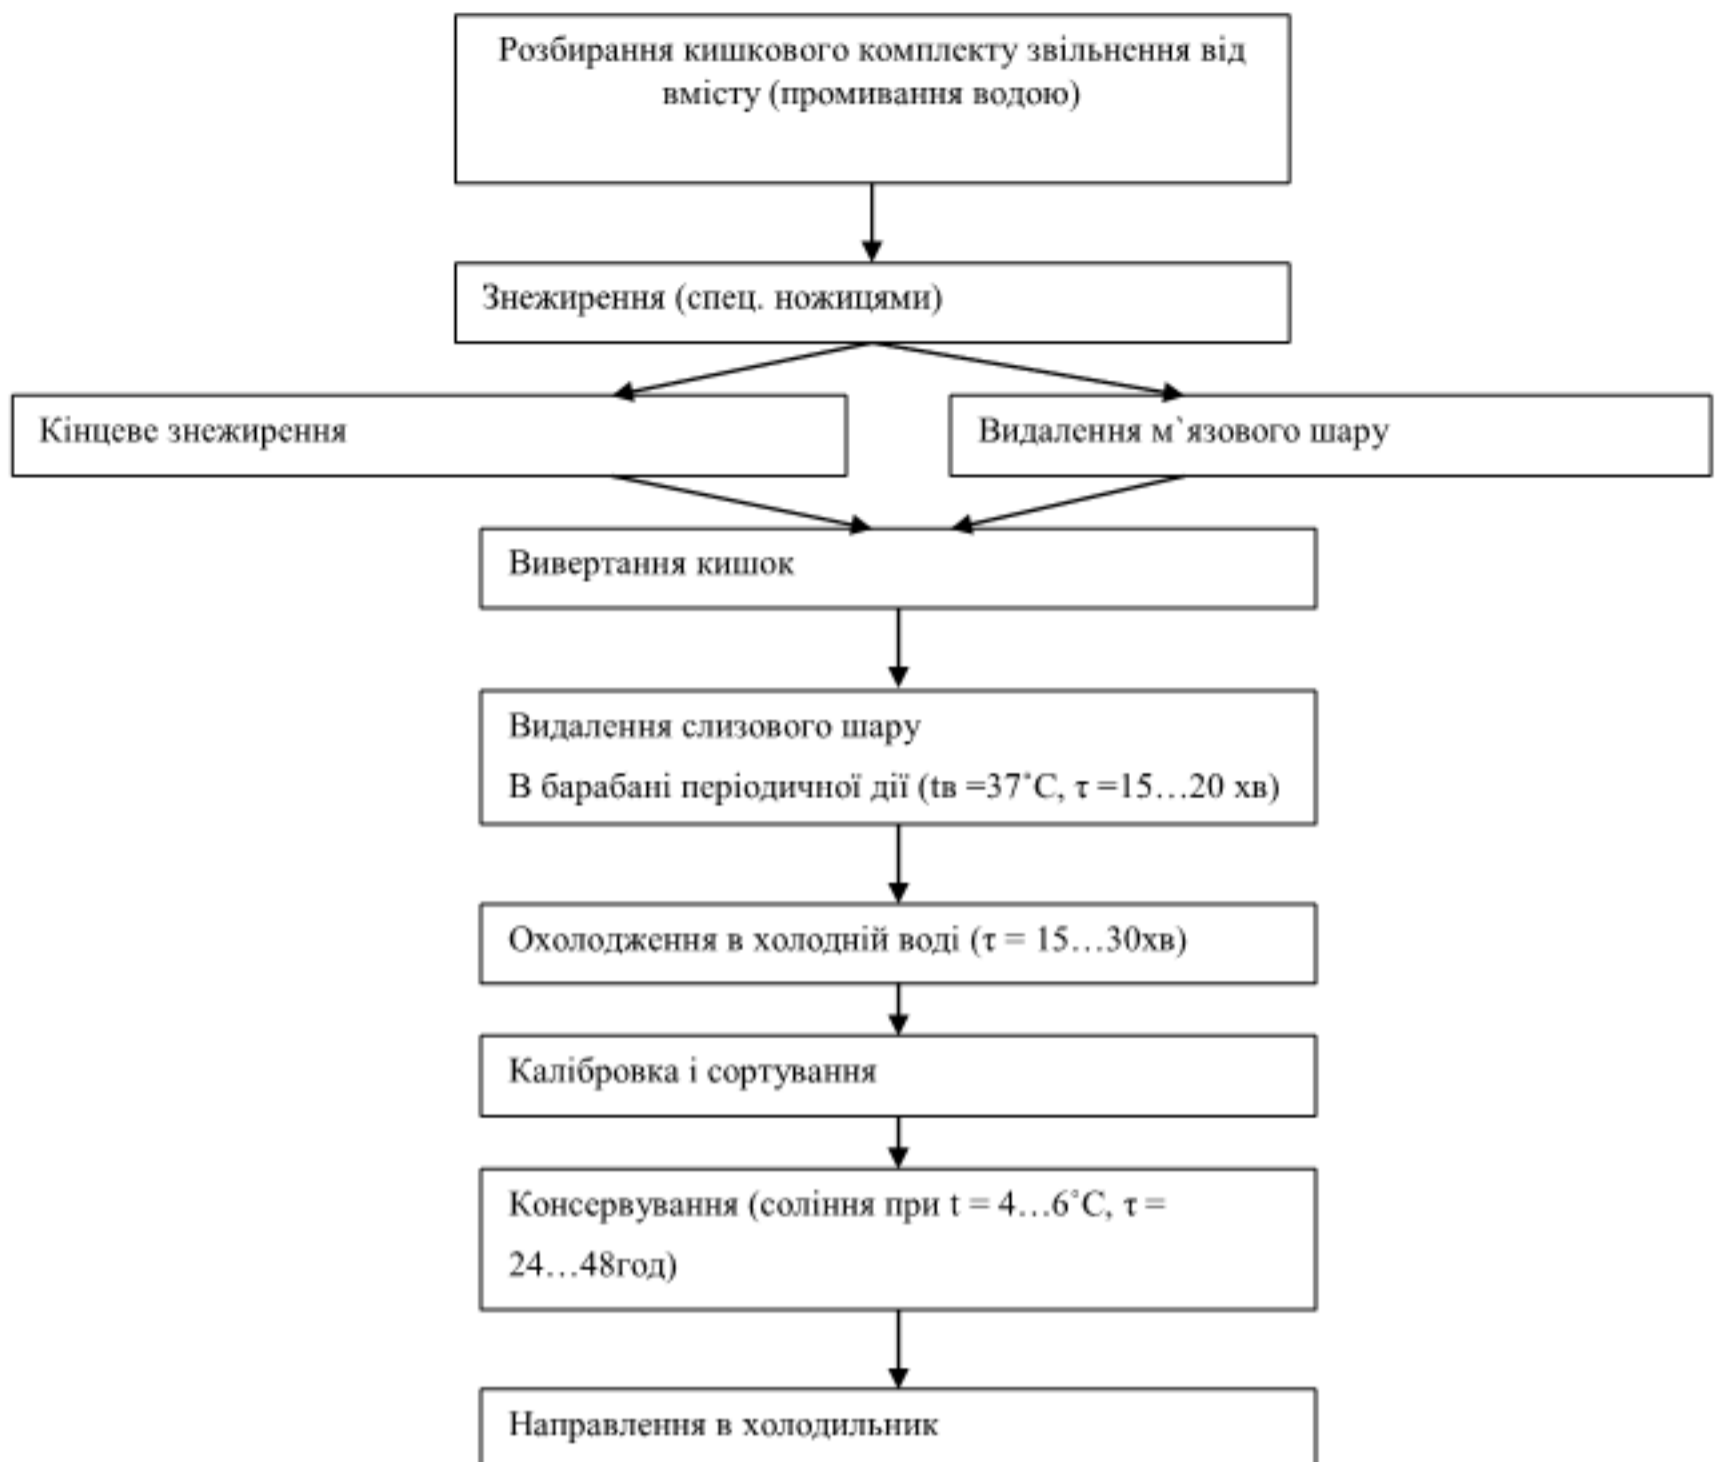 Розбирання кишкового комплекту звільнення від
вмісту (промивання водою)
Знежирення (спец. ножицями)
Кінцеве знежирення
Видалення м`язового шару
Вивертання кишок
Видалення слизового шару
В барабані періодичної дії (tв =37˚С, τ =15…20 хв)
Охолодження в холодній воді (τ = 15…30хв)
Калібровка і сортування
Консервування (соління при t = 4…6˚С, τ =
24…48год)
Направлення в холодильник